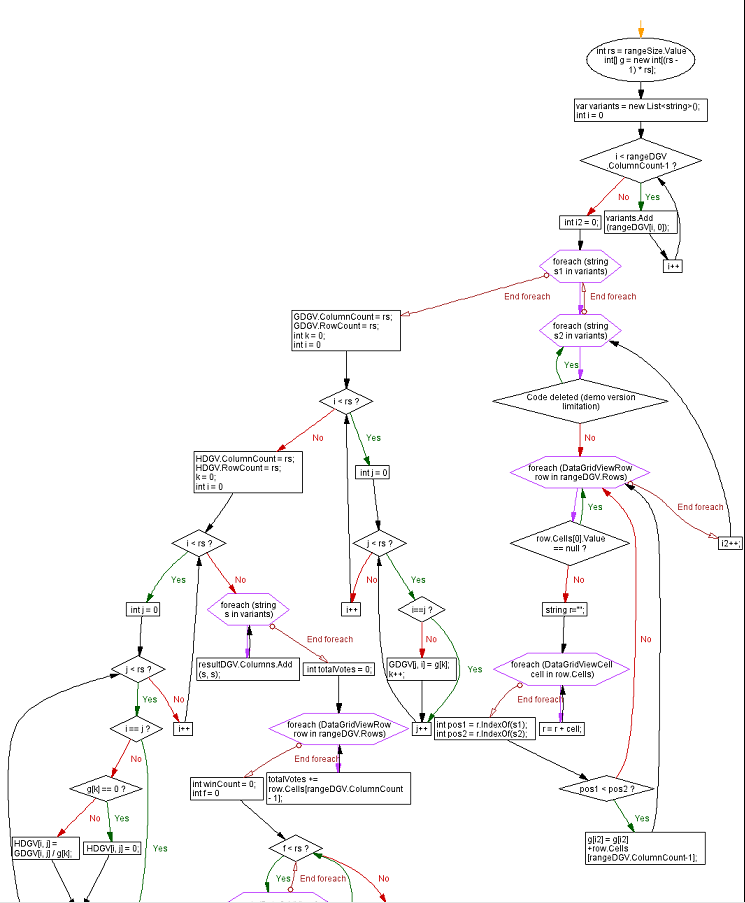 int rs = rangeSize.Value
int[] g = new int[(rs -
1) * rs];
var variants = new List<string>();
int i = 0
i < rangeDGV
.ColumnCount-1 ?
No
Yes
int i2 = 0;
variants.Add
(rangeDGV[i, 0]);
i++
foreach (string
s1 in variants)
End foreach
End foreach
GDGV.ColumnCount = rs;
GDGV.RowCount = rs;
int k = 0;
int i = 0
foreach (string
s2 in variants)
Yes
Code deleted (demo version
limitation)
i < rs ?
No
Yes
No
HDGV.ColumnCount = rs;
HDGV.RowCount = rs;
k = 0;
int i = 0
int j = 0
foreach (DataGridViewRow
row in rangeDGV.Rows)
End foreach
Yes
i2++;
i < rs ?
j < rs ?
row.Cells[0].Value
== null ?
Yes
No
No
Yes
No
int j = 0
foreach (string
s in variants)
i++
i==j ?
string r="";
End foreach
No
No
j < rs ?
resultDGV.Columns.Add
(s, s);
int totalVotes = 0;
GDGV[j, i] = g[k];
k++;
Yes
foreach (DataGridViewCell
cell in row.Cells)
End foreach
Yes
No
i == j ?
i++
foreach (DataGridViewRow
row in rangeDGV.Rows)
j++
int pos1 = r.IndexOf(s1);
int pos2 = r.IndexOf(s2);
r = r + cell;
End foreach
No
Yes
g[k] == 0 ?
int winCount = 0;
int f = 0
totalVotes +=
row.Cells[rangeDGV.ColumnCount
- 1];
pos1 < pos2 ?
No
Yes
Yes
HDGV[i, j] =
GDGV[i, j] / g[k];
HDGV[i, j] = 0;
f < rs ?
g[i2] = g[i2]
+row.Cells
[rangeDGV.ColumnCount-1];
Yes
End foreach
No